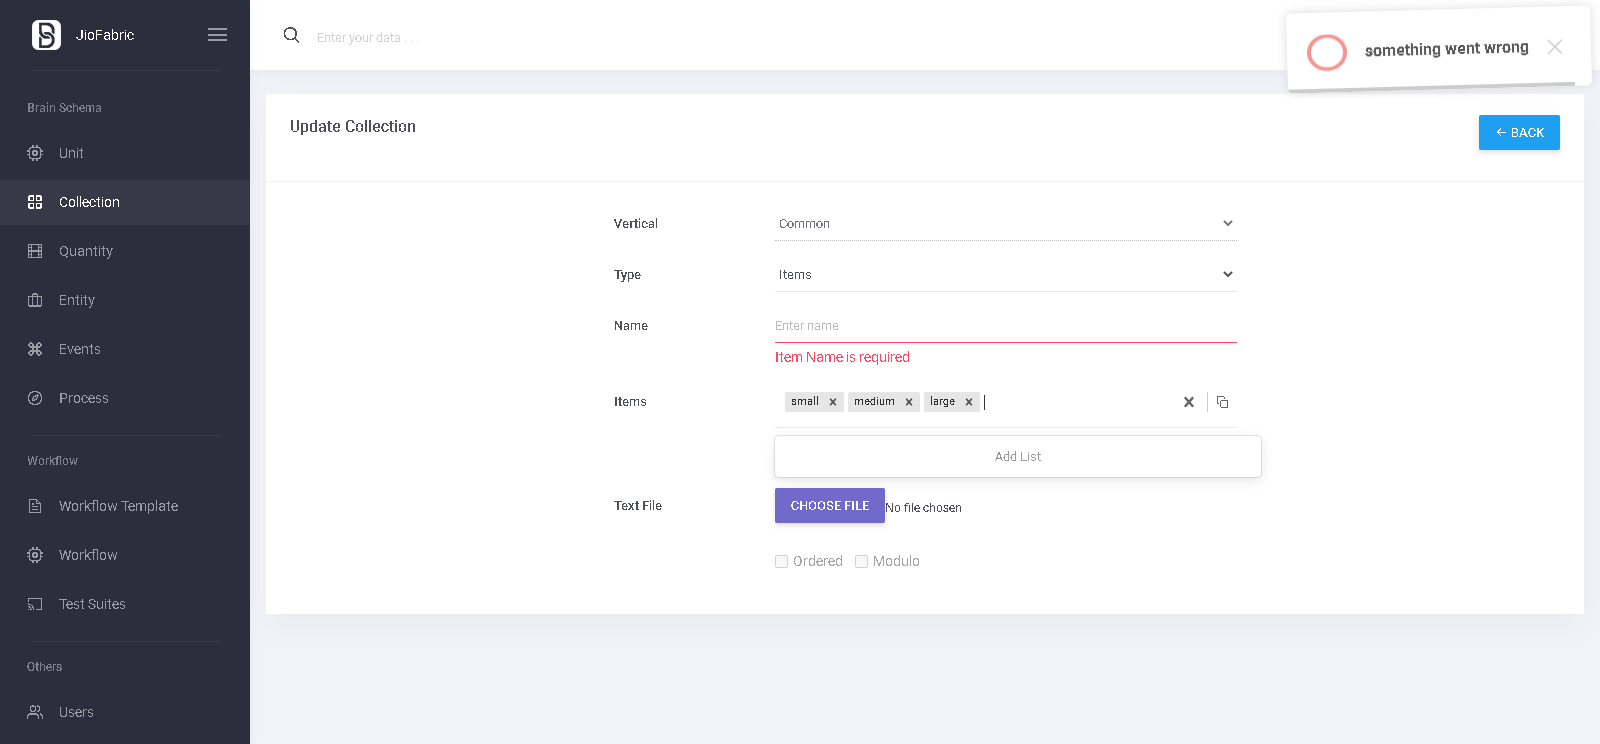 JioFabric
Enter your data . . .
something went wrong
Brain Schema
Unit
Collection
Quantity
Entity
Events
Process
Workflow
Workflow Template
Workflow
Test Suites
Others
Users
Update Collection
BACK
Vertical Common
Type Items
Name Enter name
Item Name is required
Items small medium large
Add List
Text File CHOOSE FILE No file chosen
Ordered Modulo